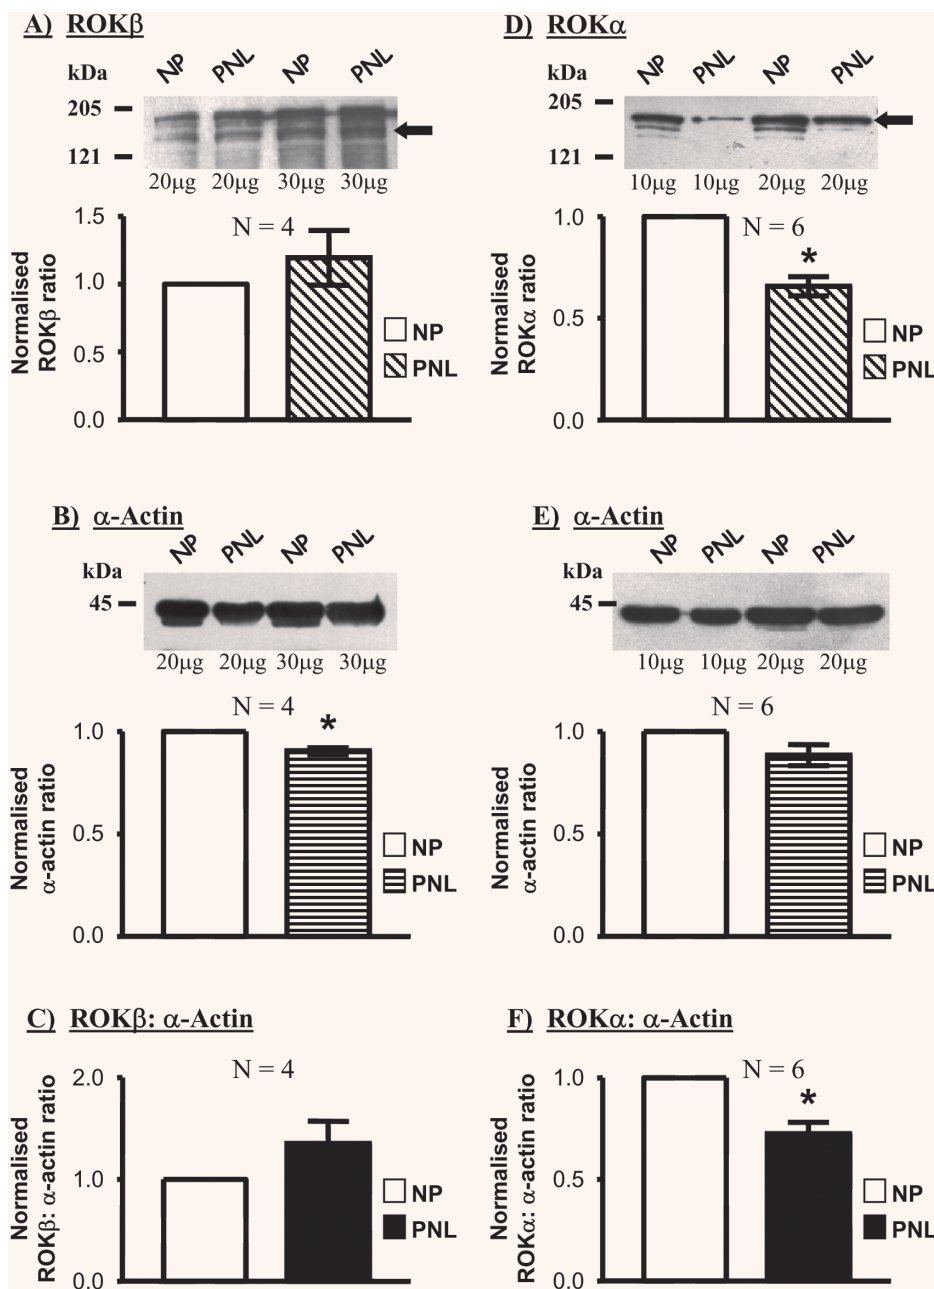 A) ROKβ
kDa
NP PNL NP PNL
205
121
20µg 20µg 30µg 30µg
Normalised
ROKβ ratio
1.5
1.0
0.5
0.0
N = 4
NP
PNL
D) ROKα
kDa
NP PNL NP PNL
205
121
10µg 10µg 20µg 20µg
Normalised
ROKα ratio
1.0
0.5
0.0
N = 6
*
NP
PNL
B) α-Actin
kDa
NP PNL NP PNL
45
20µg 20µg 30µg 30µg
Normalised
α-actin ratio
1.0
0.5
0.0
N = 4
*
NP
PNL
E) α-Actin
kDa
NP PNL NP PNL
45
10µg 10µg 20µg 20µg
Normalised
α-actin ratio
1.0
0.5
0.0
N = 6
NP
PNL
C) ROKβ: α-Actin
Normalised
ROKβ: α-actin ratio
2.0
1.0
0.0
N = 4
NP
PNL
F) ROKα: α-Actin
Normalised
ROKα: α-actin ratio
1.0
0.5
0.0
N = 6
*
NP
PNL